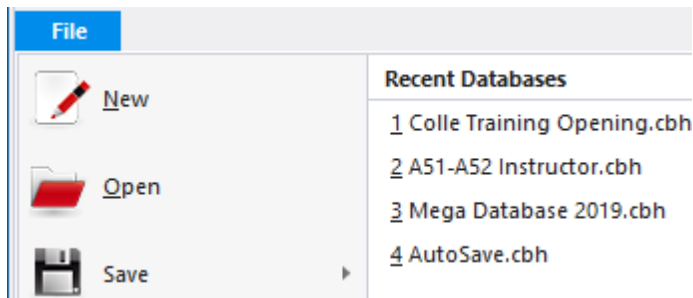 File
New
Open
Save
Recent Databases
1 Colle Training Opening.cbh
2 A51-A52 Instructor.cbh
3 Mega Database 2019.cbh
4 AutoSave.cbh